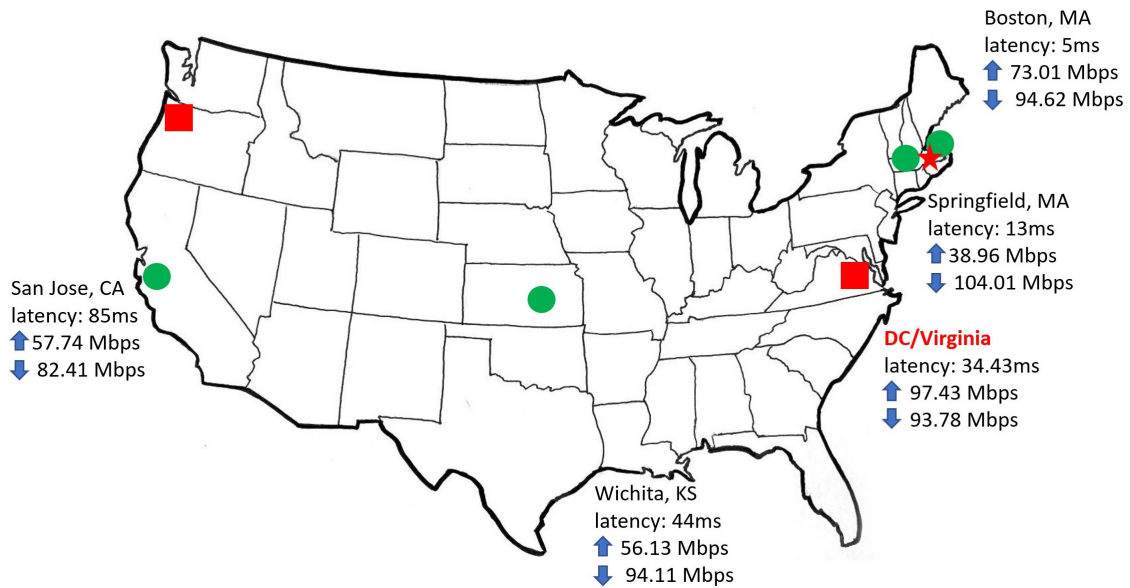 Boston, MA
latency: 5ms
73.01 Mbps
94.62 Mbps
Springfield, MA
latency: 13ms
38.96 Mbps
104.01 Mbps
San Jose, CA
latency: 85ms
57.74 Mbps
82.41 Mbps
DC/Virginia
latency: 34.43ms
97.43 Mbps
93.78 Mbps
Wichita, KS
latency: 44ms
56.13 Mbps
94.11 Mbps